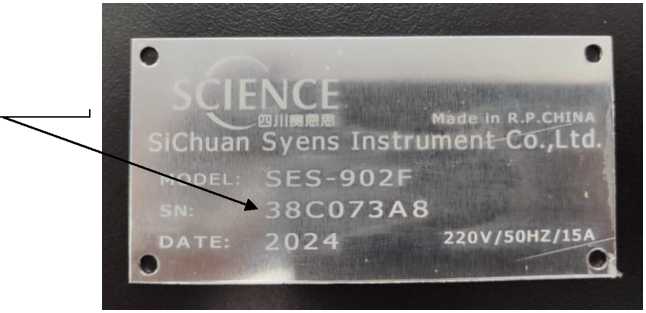 SCIENCE
四川赛恩思
Made in R.P.CHINA
SiChuan Syens Instrument Co.,Ltd.
MODEL: SES-902F
SN: 38C073A8
DATE: 2024
220V/50HZ/15A